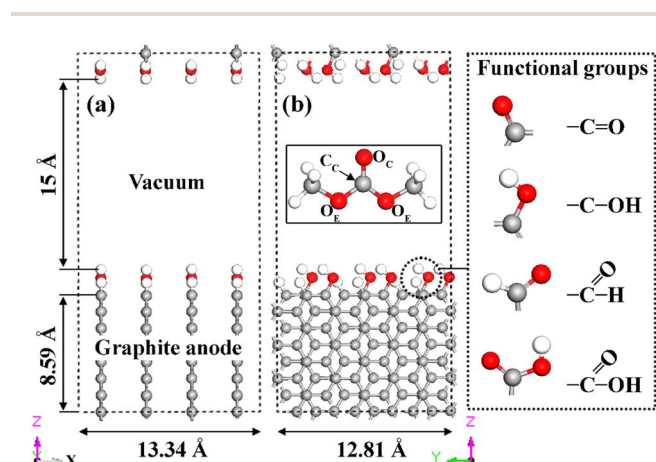 (a)
(b)
Functional groups
15 Å
Vacuum
C_C
O_C
O_E
O_E
–C=O
–C–OH
O
–C–H
O
–C–OH
8.59 Å
Graphite anode
Z
X
13.34 Å
12.81 Å
Y
Z